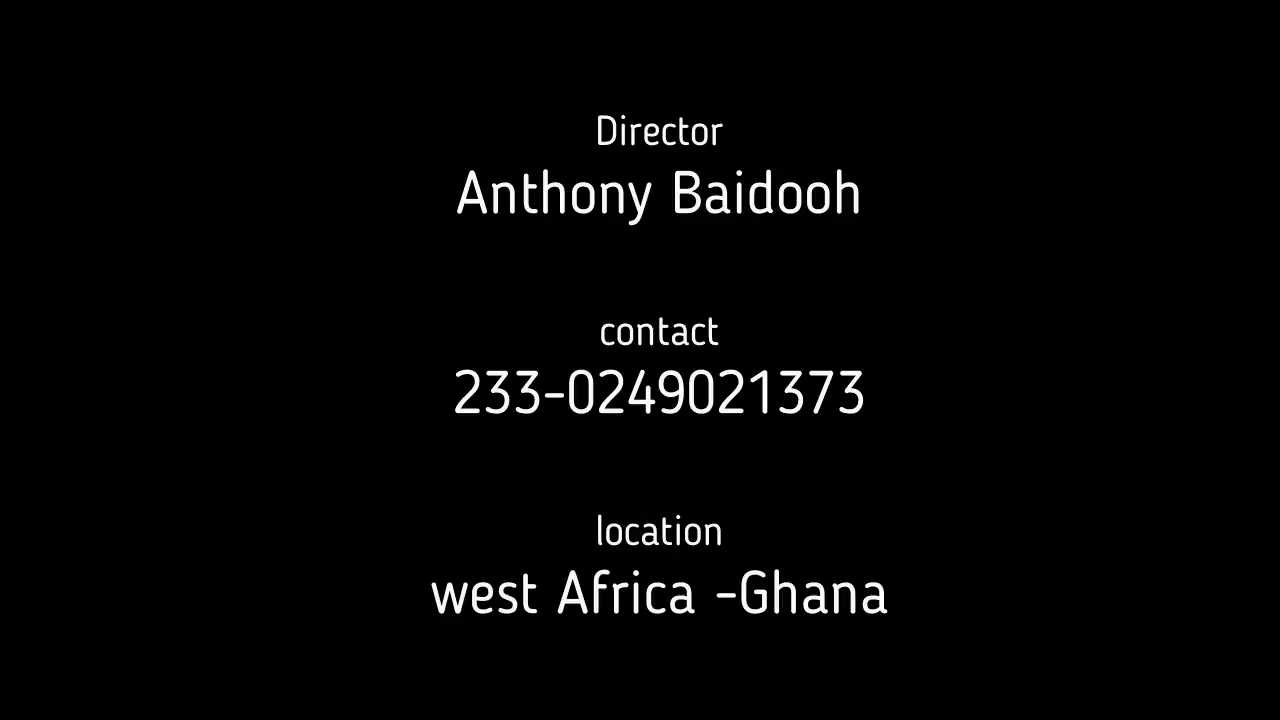 Director
Anthony Baidooh
contact
233-0249021373
location
west Africa -Ghana